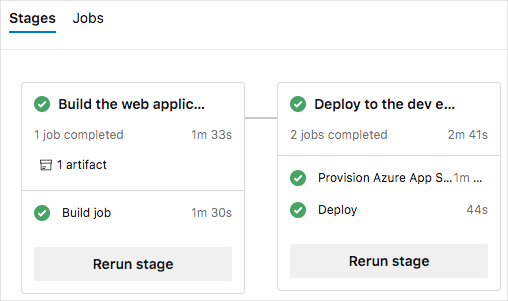 Stages Jobs
Build the web applic...
1 job completed 1m 33s
1 artifact
Build job 1m 30s
Rerun stage
Deploy to the dev e...
2 jobs completed 2m 41s
Provision Azure App S...1m ...
Deploy 44s
Rerun stage